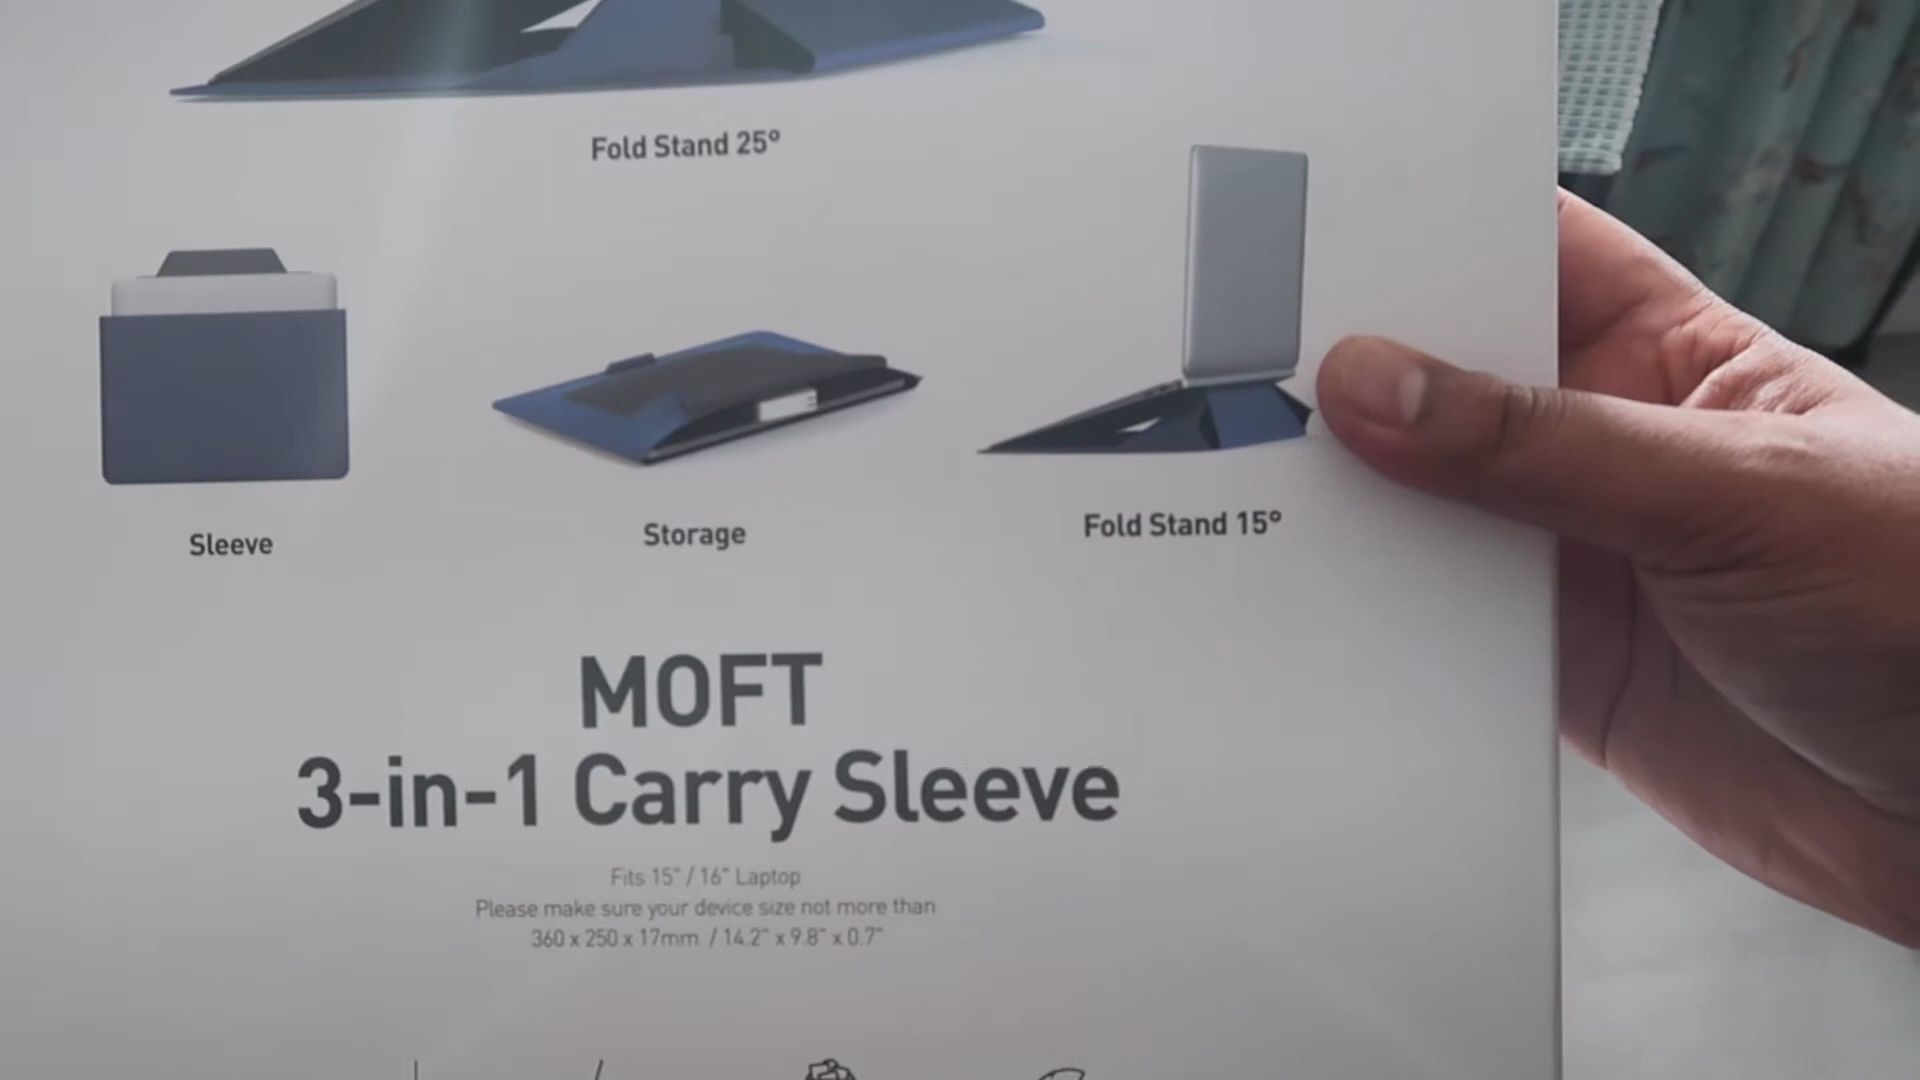 Fold Stand 25°
Sleeve
Storage
Fold Stand 15°
MOFT
3-in-1 Carry Sleeve
Fits 15" / 16" Laptop
Please make sure your device size not more than
360 x 250 x 17mm / 14.2" x 9.8" x 0.7"